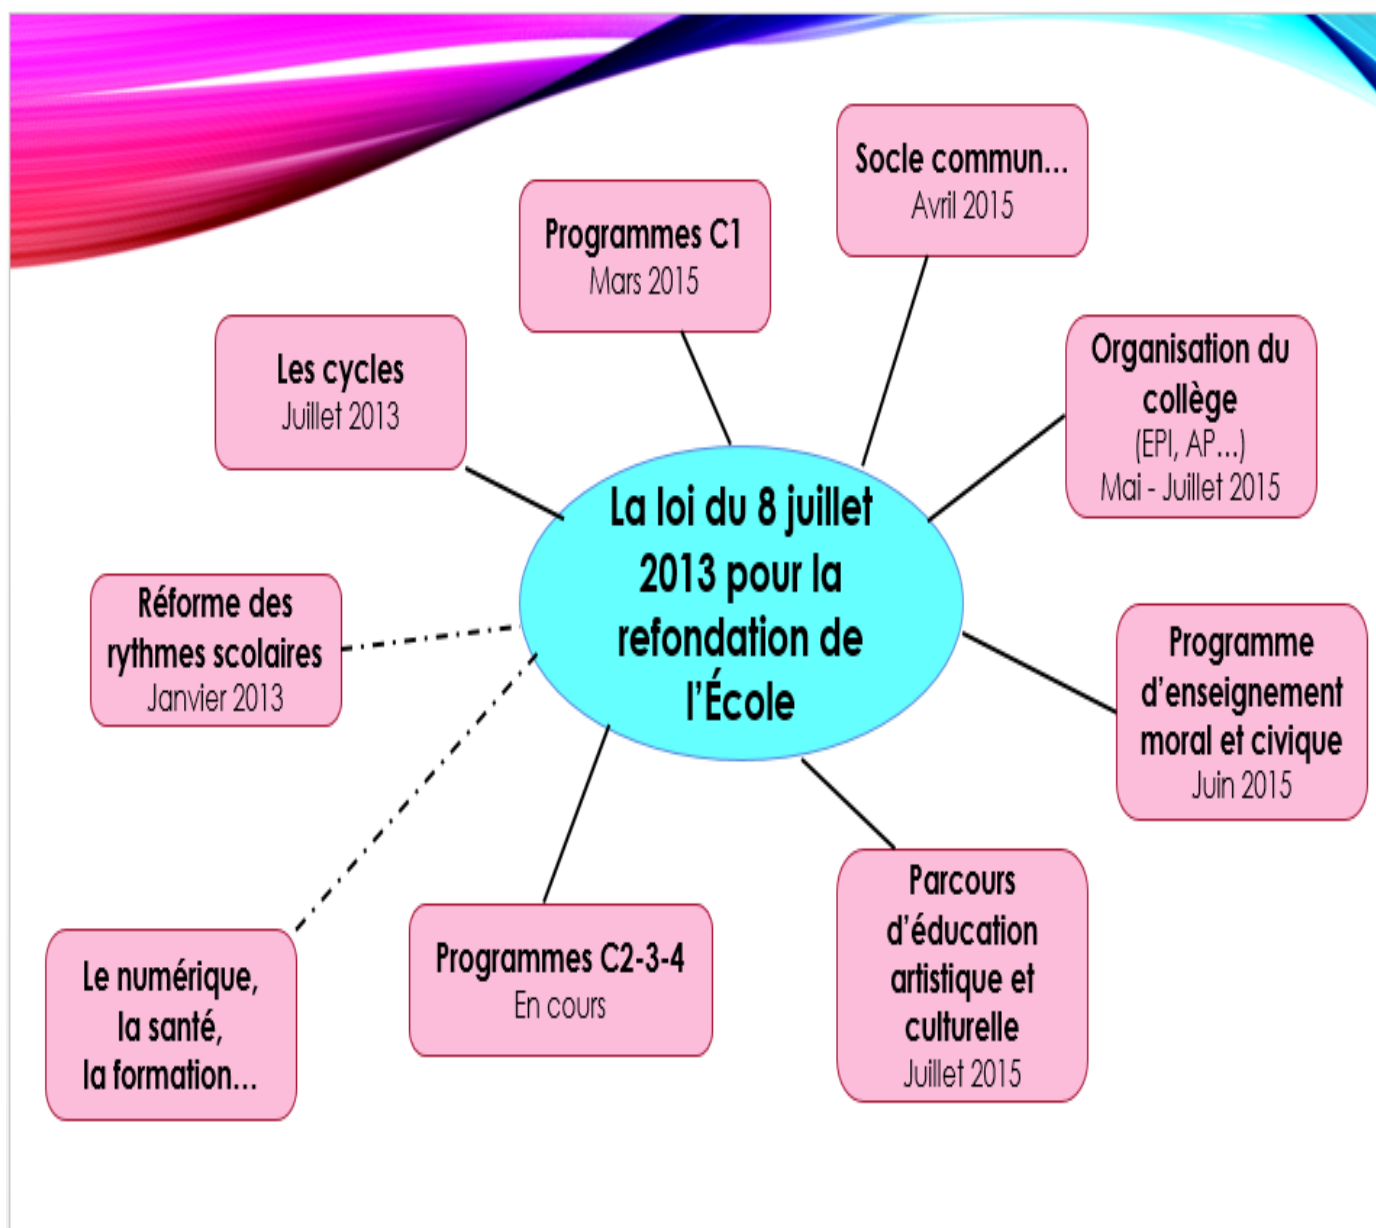 Socle commun...
Avril 2015
Programmes C1
Mars 2015
Les cycles
Juillet 2013
Organisation du
collège
(EPI, AP...)
Mai - Juillet 2015
La loi du 8 juillet
2013 pour la
refondation de
l'École
Réforme des
rythmes scolaires
Janvier 2013
Programme
d'enseignement
moral et civique
Juin 2015
Parcours
d'éducation
artistique et
culturelle
Juillet 2015
Programmes C2-3-4
En cours
Le numérique,
la santé,
la formation...